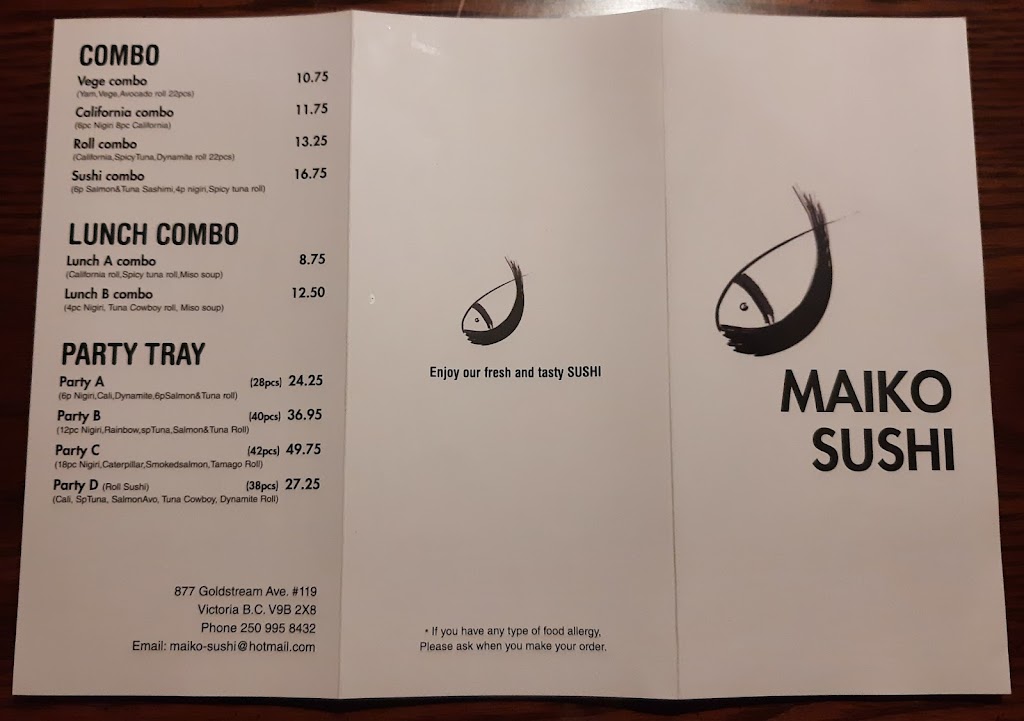 COMBO
Vege combo 10.75
(Yam,Vege,Avocado roll 22pcs)
California combo 11.75
(6pc Nigiri 8pc California)
Roll combo 13.25
(California,SpicyTuna,Dynamite roll 22pcs)
Sushi combo 16.75
(6p Salmon&Tuna Sashimi,4p nigiri,Spicy tuna roll)
LUNCH COMBO
Lunch A combo 8.75
(California roll,Spicy tuna roll,Miso soup)
Lunch B combo 12.50
(4pc Nigiri, Tuna Cowboy roll, Miso soup)
PARTY TRAY
Party A (28pcs) 24.25
(6p Nigiri,Cali,Dynamite,6pSalmon&Tuna roll)
Party B (40pcs) 36.95
(12pc Nigiri,Rainbow,spTuna,Salmon&Tuna Roll)
Party C (42pcs) 49.75
(18pc Nigiri,Caterpillar,Smokedsalmon,Tamago Roll)
Party D (Roll Sushi) (38pcs) 27.25
(Cali, SpTuna, SalmonAvo, Tuna Cowboy, Dynamite Roll)
877 Goldstream Ave. #119
Victoria B.C. V9B 2X8
Phone 250 995 8432
Email: maiko-sushi@hotmail.com
Enjoy our fresh and tasty SUSHI
• If you have any type of food allergy,
Please ask when you make your order.
MAIKO
SUSHI